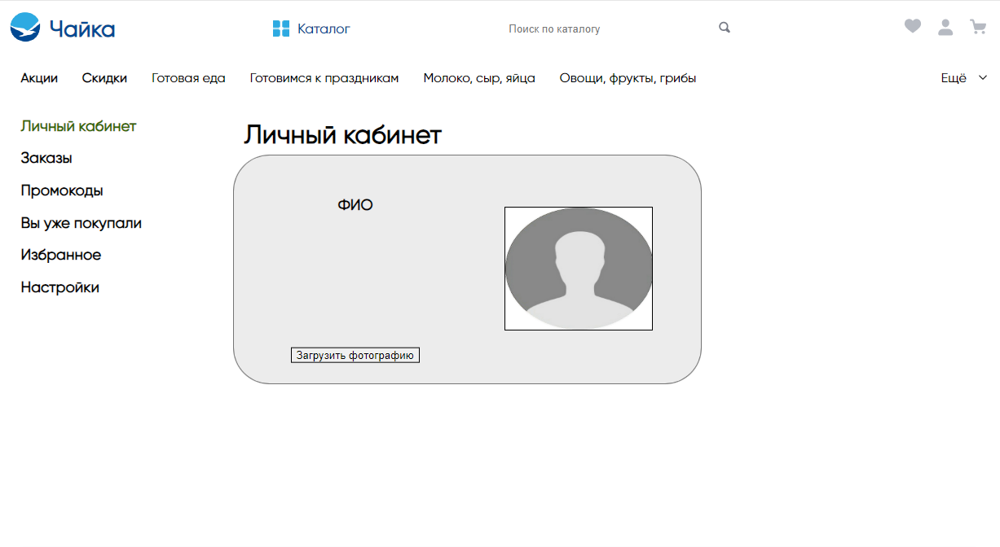 Чайка
Каталог
Поиск по каталогу
Акции Скидки Готовая еда Готовимся к праздникам Молоко, сыр, яйца Овощи, фрукты, грибы Ещё
Личный кабинет
Заказы
Промокоды
Вы уже покупали
Избранное
Настройки
Личный кабинет
ФИО
Загрузить фотографию